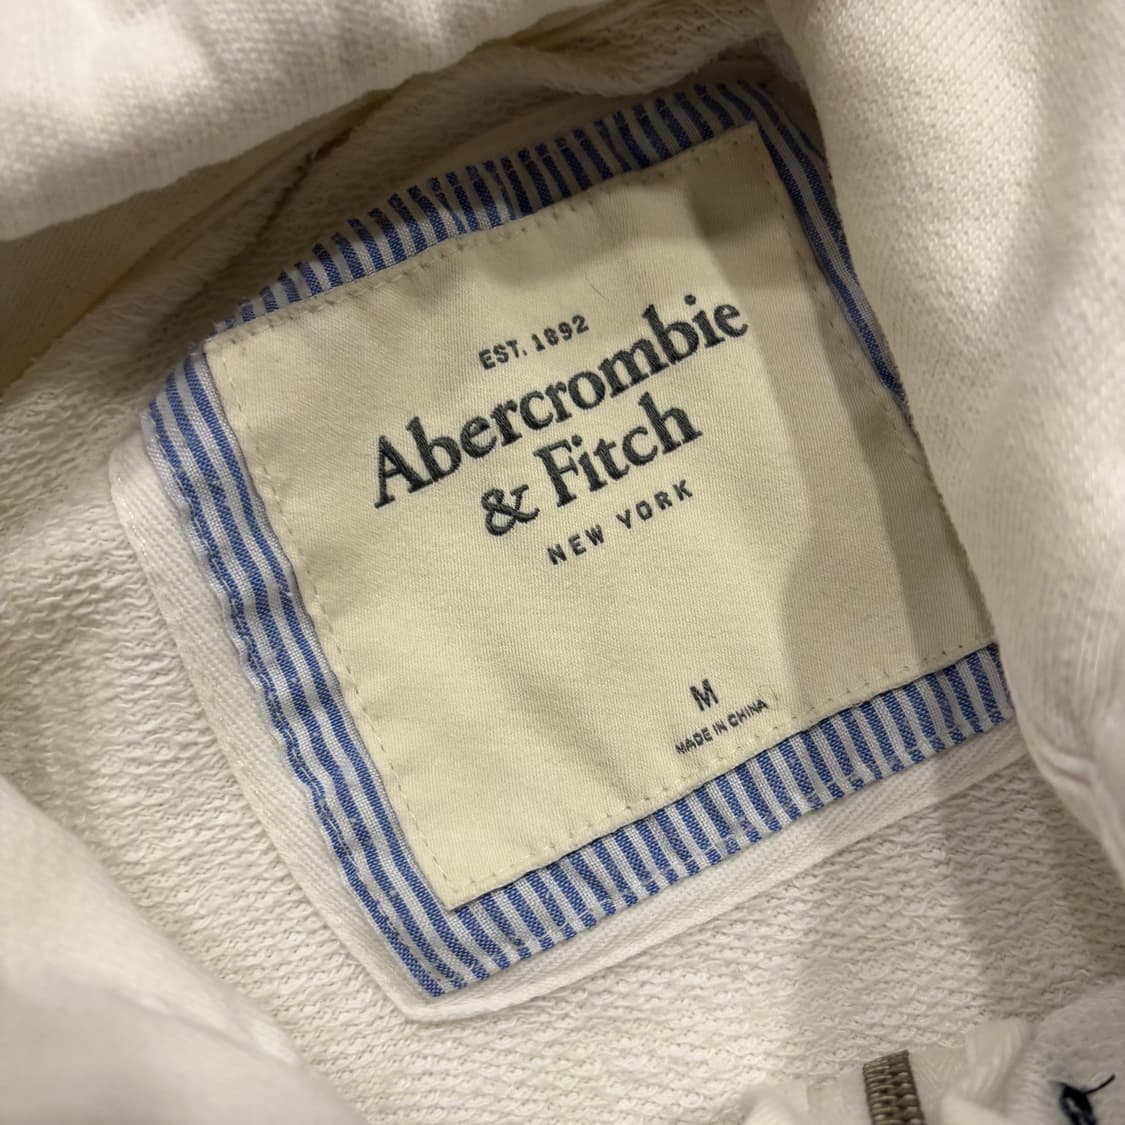 EST. 1892
Abercrombie
& Fitch
NEW YORK
M
MADE IN CHINA